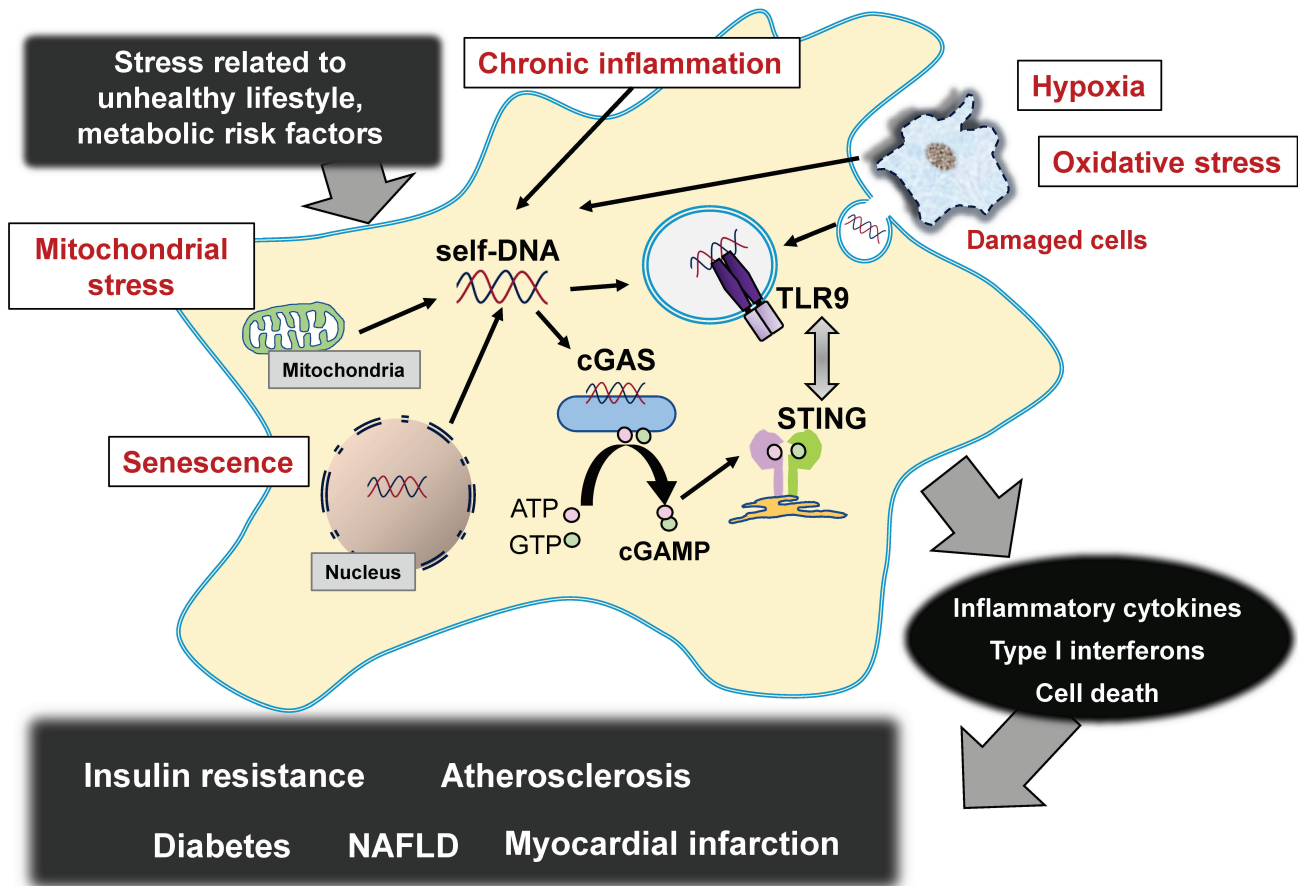 Stress related to
unhealthy lifestyle,
metabolic risk factors
Chronic inflammation
Hypoxia
Oxidative stress
Damaged cells
Mitochondrial
stress
self-DNA
TLR9
Mitochondria
cGAS
STING
Senescence
ATP
GTP
cGAMP
Nucleus
Inflammatory cytokines
Type I interferons
Cell death
Insulin resistance
Atherosclerosis
Diabetes
NAFLD
Myocardial infarction